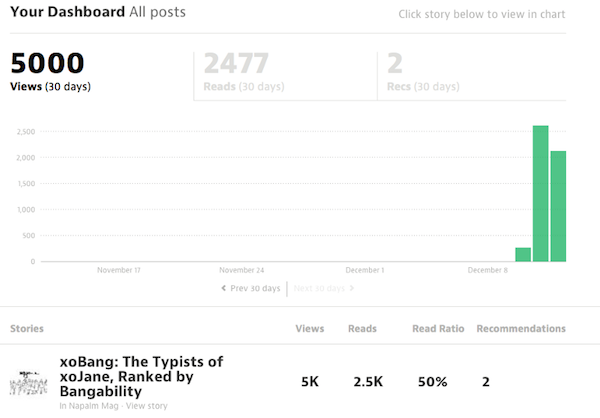 Your Dashboard All posts
Click story below to view in chart
5000
2477
2
Views (30 days)
Reads (30 days)
Recs (30 days)
2,500
2,000
1,500
1,000
500
0
November 17
November 24
December 1
December 8
Prev 30 days
Next 30 days
Stories
Views
Reads
Read Ratio
Recommendations
xoBang: The Typists of
xoJane, Ranked by
Bangability
In Napalm Mag · View story
5K
2.5K
50%
2